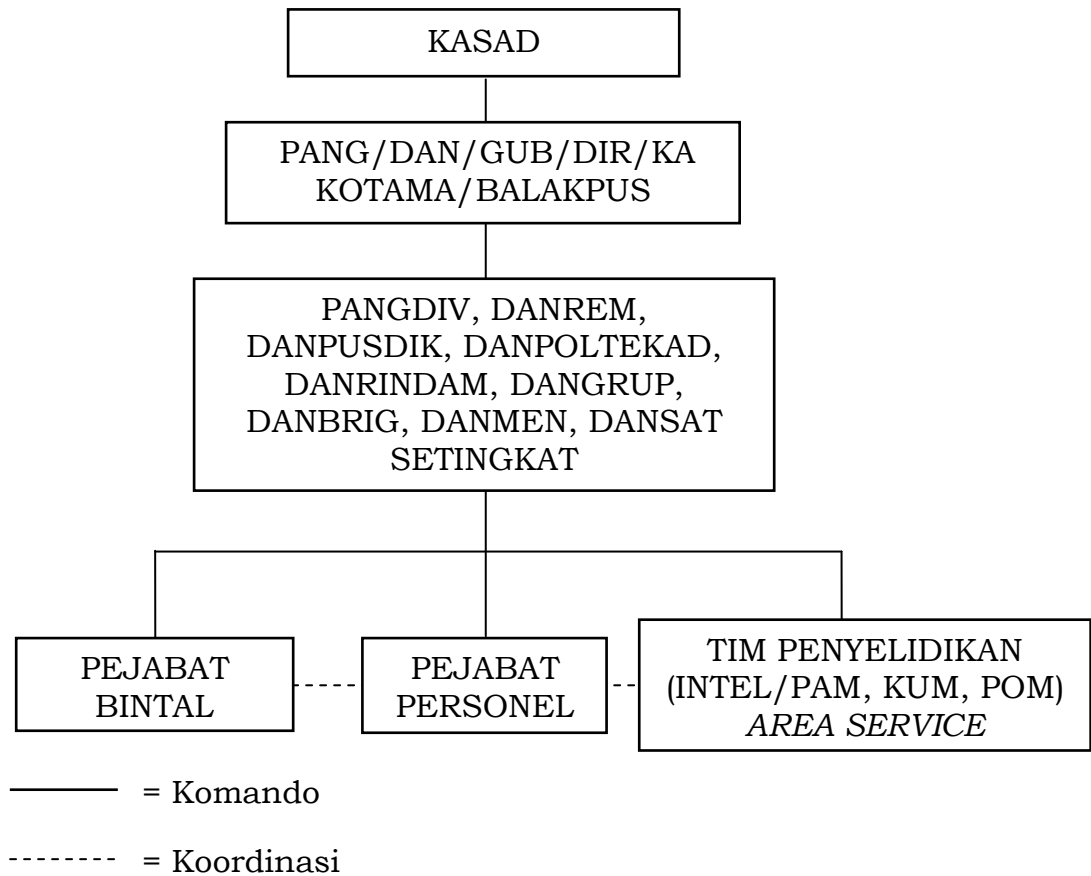 KASAD
PANG/DAN/GUB/DIR/KA
KOTAMA/BALAKPUS
PANGDIV, DANREM,
DANPUSDIK, DANPOLTEKAD,
DANRINDAM, DANGRUP,
DANBRIG, DANMEN, DANSAT
SETINGKAT
PEJABAT
BINTAL
PEJABAT
PERSONEL
TIM PENYELIDIKAN
(INTEL/PAM, KUM, POM)
AREA SERVICE
= Komando
= Koordinasi